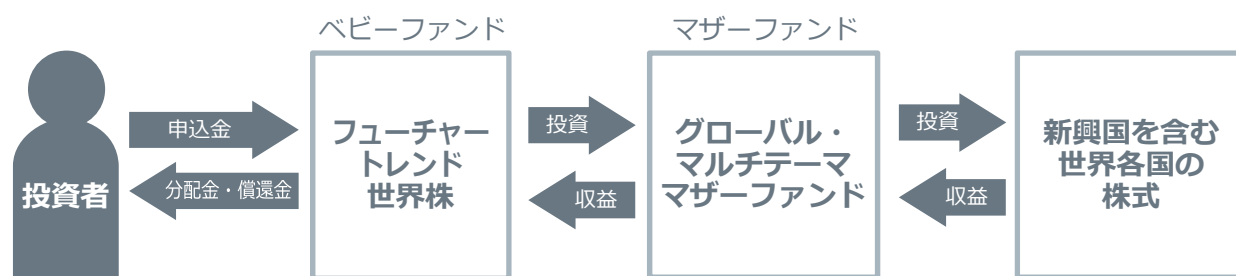 ベビーファンド
マザーファンド
投資者
申込金
分配金・償還金
フューチャー
トレンド
世界株
投資
収益
グローバル・
マルチテーマ
マザーファンド
投資
収益
新興国を含む
世界各国の
株式